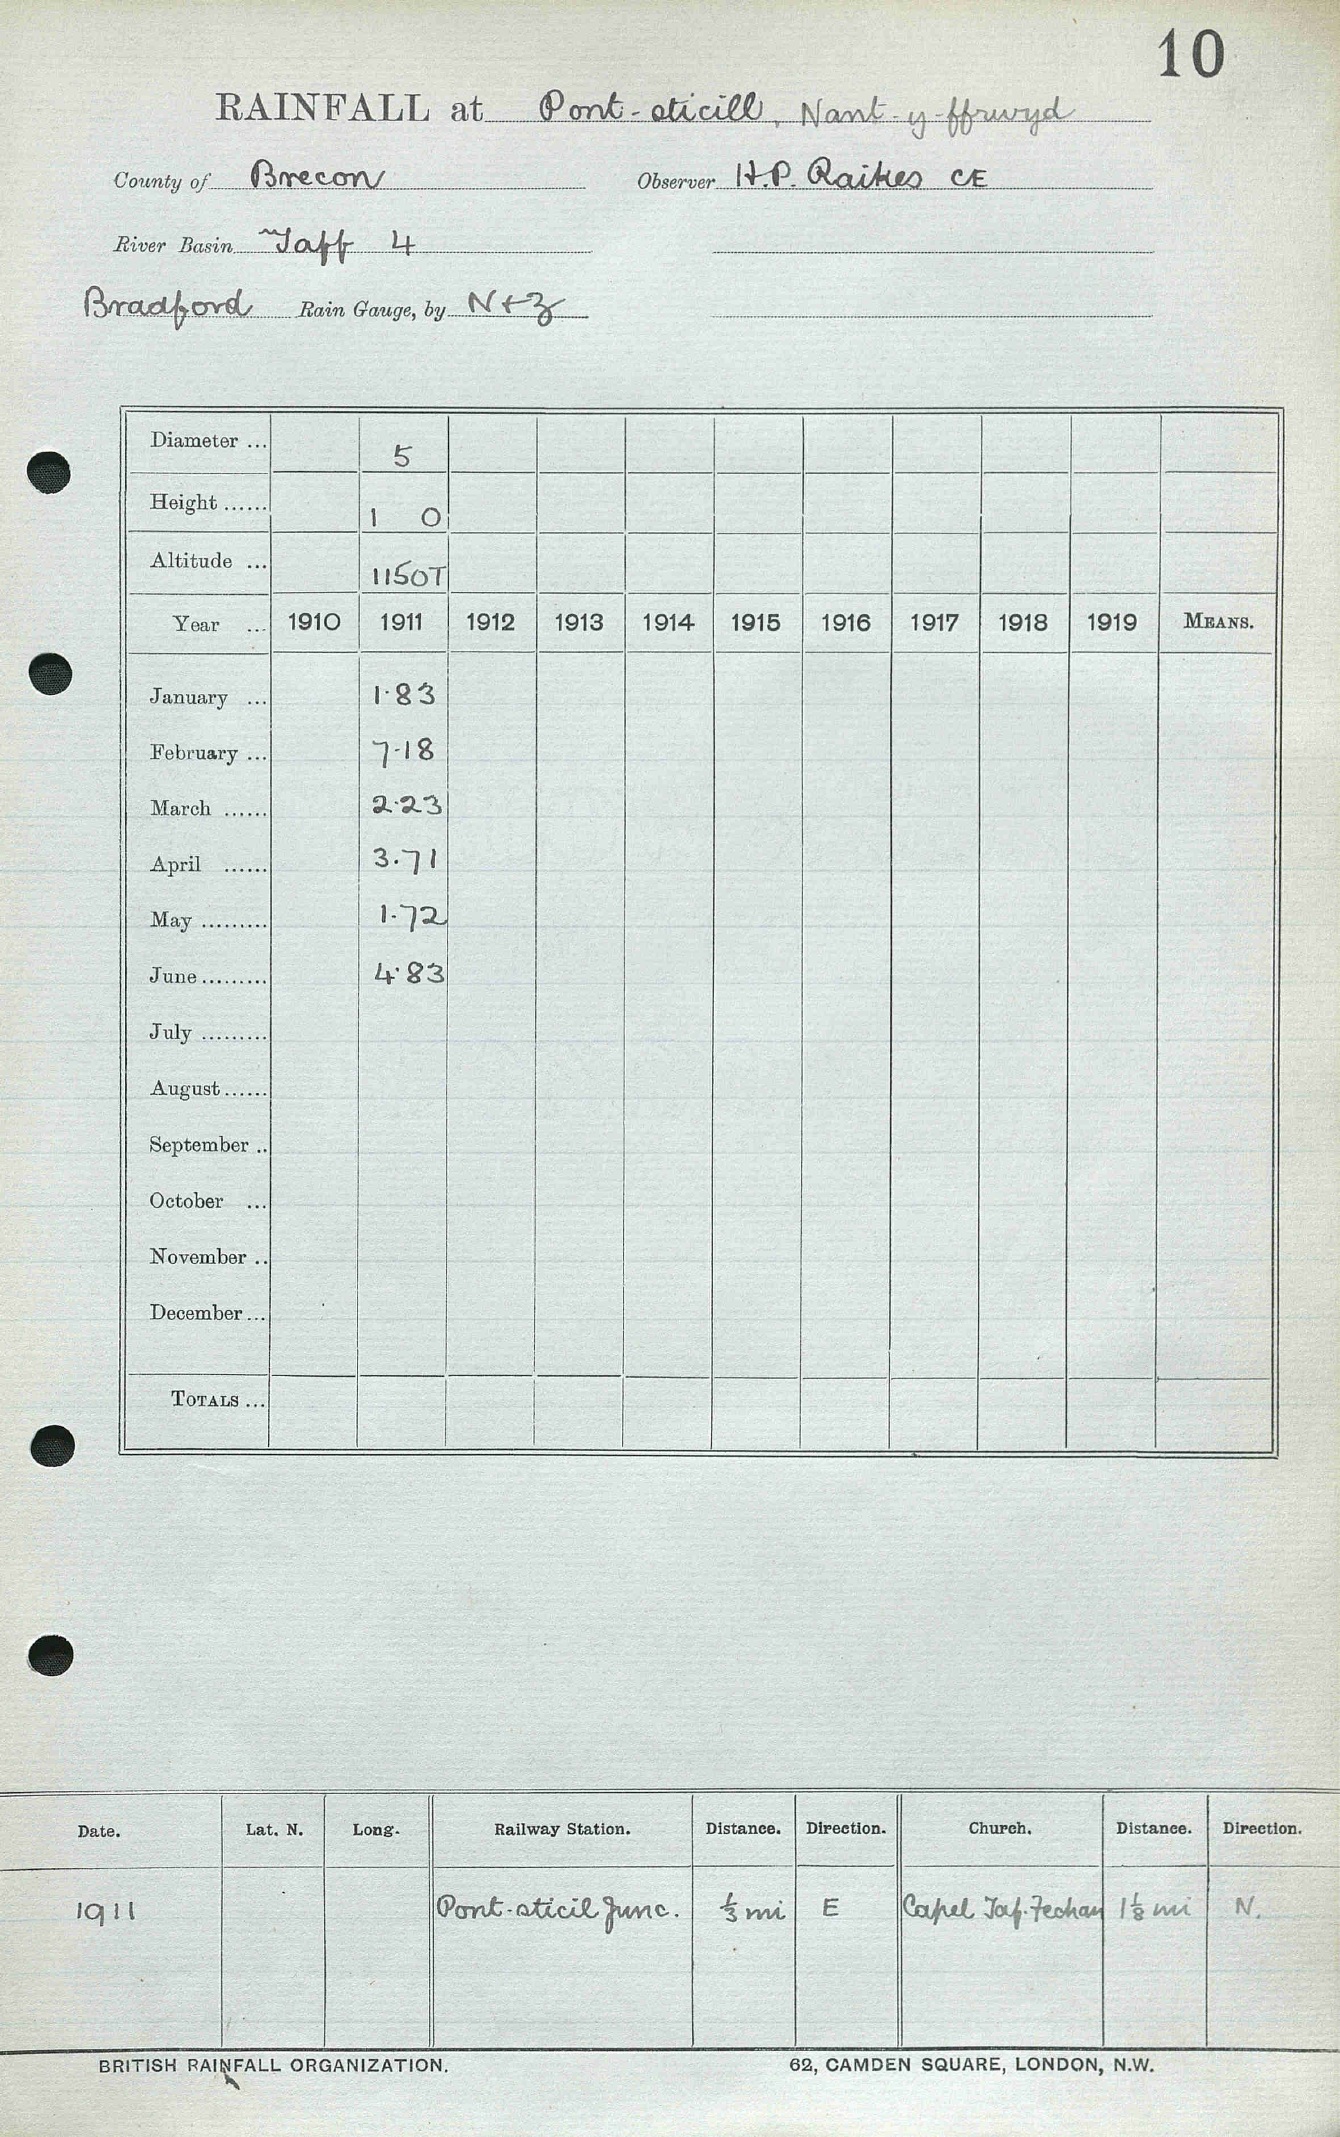 10
RAINFALL at Pont-sticill, Nant-y-ffrwyd
County of Brecon Observer H.P. Raikes CE
River Basin Taff 4
Bradford Rain Gauge, by N+Z
Diameter ... 5
Height ...... 1 0
Altitude ... 1150T
Year ... 1910 1911 1912 1913 1914 1915 1916 1917 1918 1919 MEANS.
January ... 1.83
February ... 7.18
March ...... 2.23
April ...... 3.71
May ......... 1.72
June ......... 4.83
July .........
August ......
September ..
October ...
November ..
December ...
TOTALS ...
Date. Lat. N. Long. Railway Station. Distance. Direction. Church. Distance. Direction.
1911 Pont-sticil Junc. ⅓ mi E Capel Taf-Fechan 1⅛ mi N.
BRITISH RAINFALL ORGANIZATION. 62, CAMDEN SQUARE, LONDON, N.W.